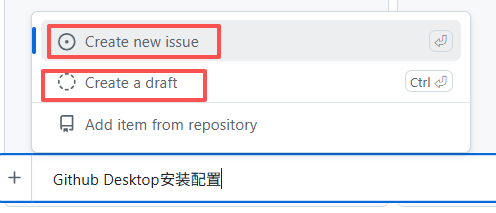 Create new issue
Create a draft
Ctrl
Add item from repository
Github Desktop安装配置